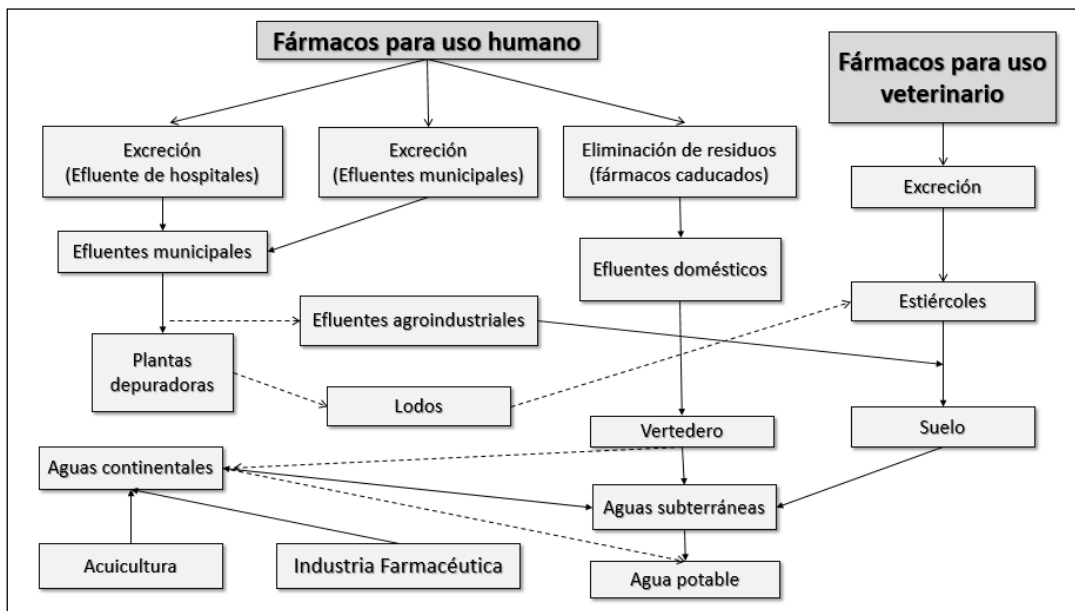 Fármacos para uso humano
Fármacos para uso
veterinario
Excreción
(Efluente de hospitales)
Excreción
(Efluentes municipales)
Eliminación de residuos
(fármacos caducados)
Excreción
Efluentes municipales
Efluentes domésticos
Estiércoles
Efluentes agroindustriales
Plantas
depuradoras
Lodos
Vertedero
Suelo
Aguas continentales
Aguas subterráneas
Acuicultura
Industria Farmacéutica
Agua potable